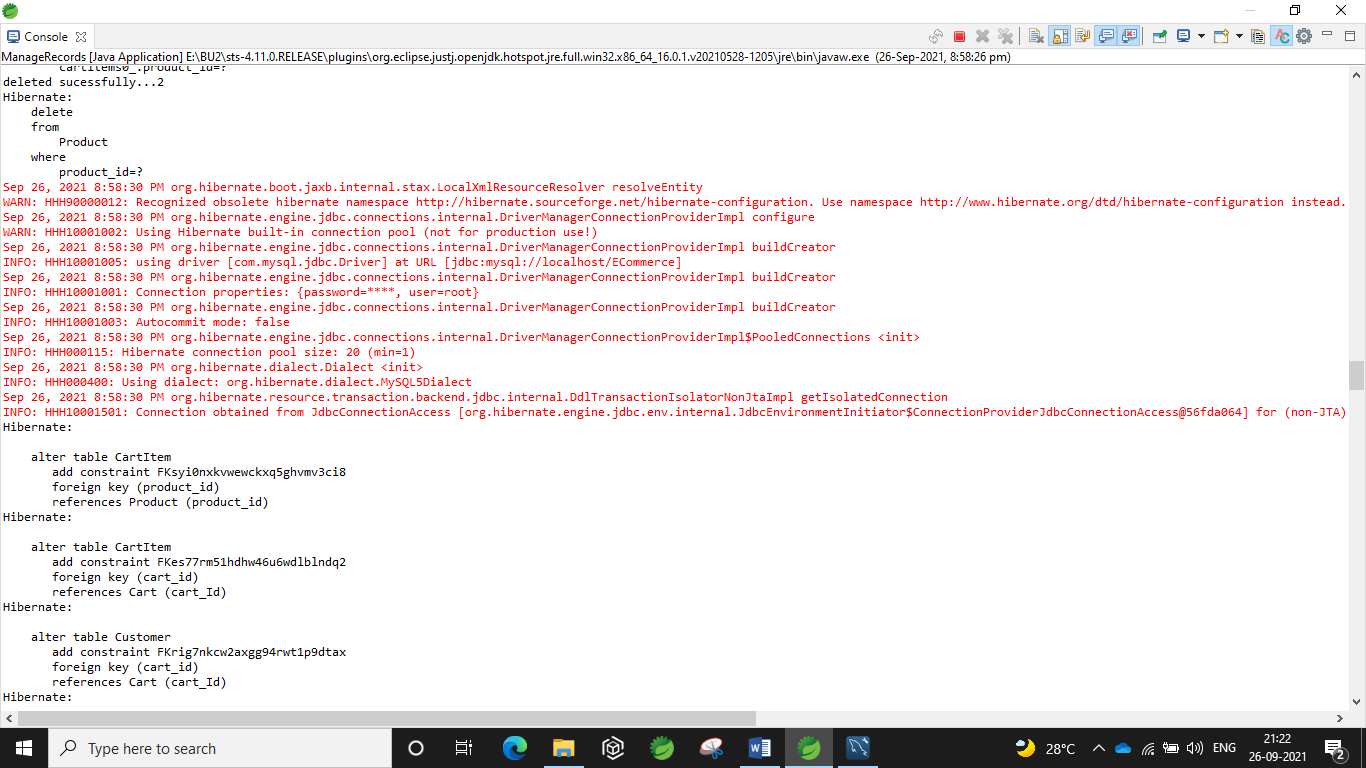 Console
ManageRecords [Java Application] E:\BU2\sts-4.11.0.RELEASE\plugins\org.eclipse.justj.openjdk.hotspot.jre.full.win32.x86_64_16.0.1.v20210528-1205\jre\bin\javaw.exe (26-Sep-2021, 8:58:26 pm)
cartitems0_.product_id=?
deleted sucessfully...2
Hibernate:
delete
from
Product
where
product_id=?
Sep 26, 2021 8:58:30 PM org.hibernate.boot.jaxb.internal.stax.LocalXmlResourceResolver resolveEntity
WARN: HHH90000012: Recognized obsolete hibernate namespace http://hibernate.sourceforge.net/hibernate-configuration. Use namespace http://www.hibernate.org/dtd/hibernate-configuration instead.
Sep 26, 2021 8:58:30 PM org.hibernate.engine.jdbc.connections.internal.DriverManagerConnectionProviderImpl configure
WARN: HHH10001002: Using Hibernate built-in connection pool (not for production use!)
Sep 26, 2021 8:58:30 PM org.hibernate.engine.jdbc.connections.internal.DriverManagerConnectionProviderImpl buildCreator
INFO: HHH10001005: using driver [com.mysql.jdbc.Driver] at URL [jdbc:mysql://localhost/ECommerce]
Sep 26, 2021 8:58:30 PM org.hibernate.engine.jdbc.connections.internal.DriverManagerConnectionProviderImpl buildCreator
INFO: HHH10001001: Connection properties: {password=****, user=root}
Sep 26, 2021 8:58:30 PM org.hibernate.engine.jdbc.connections.internal.DriverManagerConnectionProviderImpl buildCreator
INFO: HHH10001003: Autocommit mode: false
Sep 26, 2021 8:58:30 PM org.hibernate.engine.jdbc.connections.internal.DriverManagerConnectionProviderImpl$PooledConnections <init>
INFO: HHH000115: Hibernate connection pool size: 20 (min=1)
Sep 26, 2021 8:58:30 PM org.hibernate.dialect.Dialect <init>
INFO: HHH000400: Using dialect: org.hibernate.dialect.MySQL5Dialect
Sep 26, 2021 8:58:30 PM org.hibernate.resource.transaction.backend.jdbc.internal.DdlTransactionIsolatorNonJtaImpl getIsolatedConnection
INFO: HHH10001501: Connection obtained from JdbcConnectionAccess [org.hibernate.engine.jdbc.env.internal.JdbcEnvironmentInitiator$ConnectionProviderJdbcConnectionAccess@56fda064] for (non-JTA)
Hibernate:
alter table CartItem
add constraint FKsyi0nxkvwewckxq5ghvmv3ci8
foreign key (product_id)
references Product (product_id)
Hibernate:
alter table CartItem
add constraint FKes77rm51hdhw46u6wdlblndq2
foreign key (cart_id)
references Cart (cart_Id)
Hibernate:
alter table Customer
add constraint FKrig7nkcw2axgg94rwt1p9dtax
foreign key (cart_id)
references Cart (cart_Id)
Hibernate:
Type here to search
28°C
ENG
21:22
26-09-2021
2